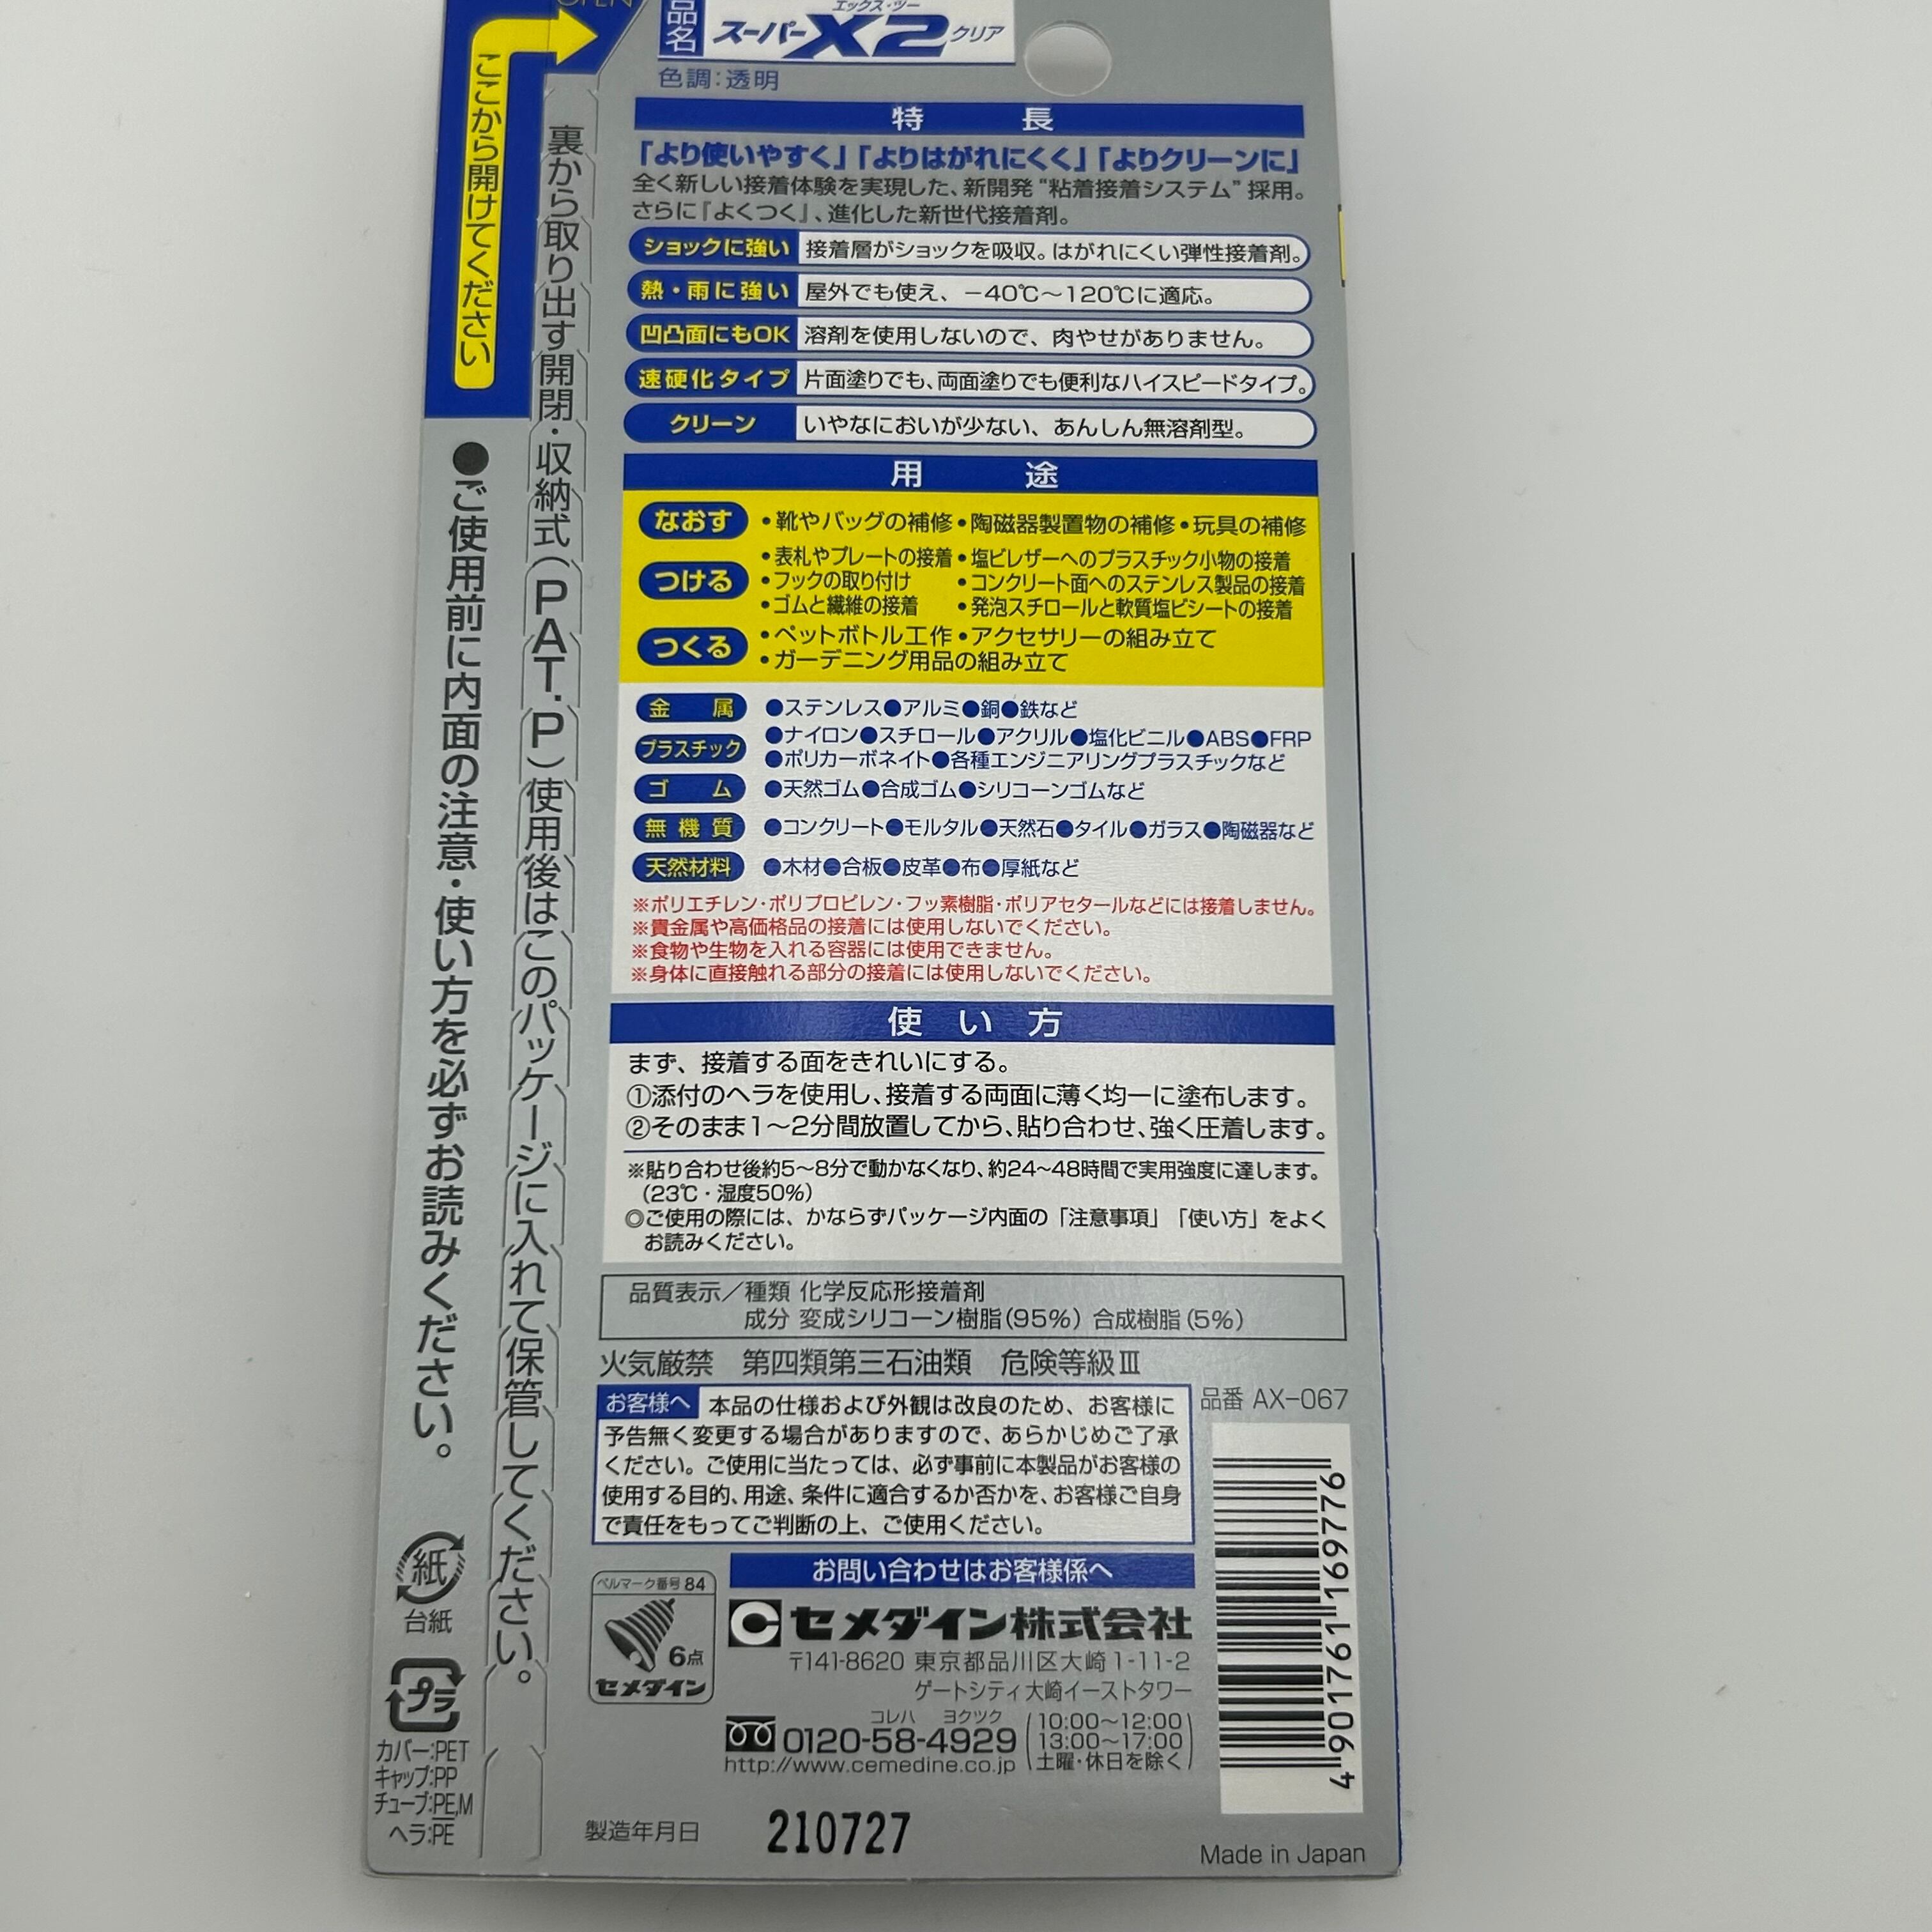 OPEN
ここから開けてください
裏から取り出す開閉・収納式(PAT.P)使用後はこのパッケージに入れて保管してください。
●ご使用前に内面の注意・使い方を必ずお読みください。
品名
エックス・ツー
スーパーX2クリア
色調:透明
特長
「より使いやすく」「よりはがれにくく」「よりクリーンに」
全く新しい接着体験を実現した、新開発“粘着接着システム”採用。
さらに『よくつく』、進化した新世代接着剤。
ショックに強い 接着層がショックを吸収。はがれにくい弾性接着剤。
熱・雨に強い 屋外でも使え、−40℃〜120℃に適応。
凹凸面にもOK 溶剤を使用しないので、肉やせがありません。
速硬化タイプ 片面塗りでも、両面塗りでも便利なハイスピードタイプ。
クリーン いやなにおいが少ない、あんしん無溶剤型。
用途
なおす •靴やバッグの補修•陶磁器製置物の補修•玩具の補修
•表札やプレートの接着•塩ビレザーへのプラスチック小物の接着
つける •フックの取り付け •コンクリート面へのステンレス製品の接着
•ゴムと繊維の接着 •発泡スチロールと軟質塩ビシートの接着
つくる •ペットボトル工作•アクセサリーの組み立て
•ガーデニング用品の組み立て
金属 ●ステンレス●アルミ●銅●鉄など
プラスチック ●ナイロン●スチロール●アクリル●塩化ビニル●ABS●FRP
●ポリカーボネイト●各種エンジニアリングプラスチックなど
ゴム ●天然ゴム●合成ゴム●シリコーンゴムなど
無機質 ●コンクリート●モルタル●天然石●タイル●ガラス●陶磁器など
天然材料 ●木材●合板●皮革●布●厚紙など
※ポリエチレン・ポリプロピレン・フッ素樹脂・ポリアセタールなどには接着しません。
※貴金属や高価格品の接着には使用しないでください。
※食物や生物を入れる容器には使用できません。
※身体に直接触れる部分の接着には使用しないでください。
使い方
まず、接着する面をきれいにする。
①添付のヘラを使用し、接着する両面に薄く均一に塗布します。
②そのまま1〜2分間放置してから、貼り合わせ、強く圧着します。
※貼り合わせ後約5〜8分で動かなくなり、約24〜48時間で実用強度に達します。
(23℃・湿度50%)
◎ご使用の際には、かならずパッケージ内面の「注意事項」「使い方」をよく
お読みください。
品質表示／種類 化学反応形接着剤
成分 変成シリコーン樹脂(95%) 合成樹脂(5%)
火気厳禁 第四類第三石油類 危険等級Ⅲ
お客様へ 本品の仕様および外観は改良のため、お客様に
予告無く変更する場合がありますので、あらかじめご了承
ください。ご使用に当たっては、必ず事前に本製品がお客様の
使用する目的、用途、条件に適合するか否かを、お客様ご自身
で責任をもってご判断の上、ご使用ください。
品番 AX-067
4 901761 169776
お問い合わせはお客様係へ
ベルマーク番号84
6点
セメダイン
セメダイン株式会社
〒141-8620 東京都品川区大崎1-11-2
ゲートシティ大崎イーストタワー
コレハ ヨクツク
0120-58-4929
http://www.cemedine.co.jp
(10:00〜12:00
13:00〜17:00
土曜・休日を除く)
紙
台紙
プラ
カバー:PET
キャップ:PP
チューブ:PE,M
ヘラ:PE
製造年月日 210727
Made in Japan